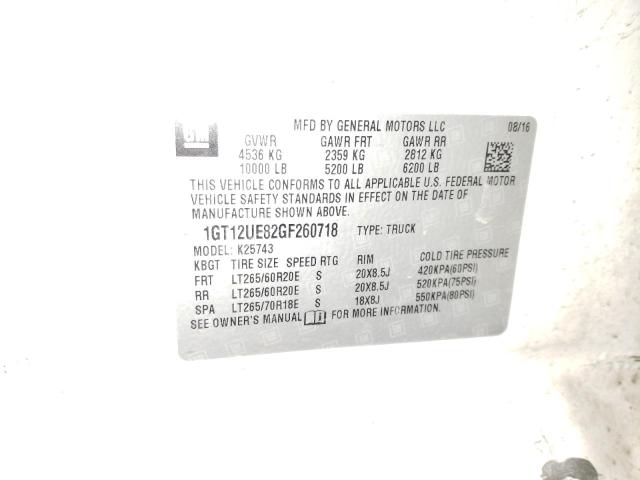 GM MFD BY GENERAL MOTORS LLC 08/16
GVWR GAWR FRT GAWR RR
4536 KG 2359 KG 2812 KG
10000 LB 5200 LB 6200 LB
THIS VEHICLE CONFORMS TO ALL APPLICABLE U.S. FEDERAL MOTOR
VEHICLE SAFETY STANDARDS IN EFFECT ON THE DATE OF
MANUFACTURE SHOWN ABOVE.
1GT12UE82GF260718 TYPE: TRUCK
MODEL: K25743
KBGT TIRE SIZE SPEED RTG RIM COLD TIRE PRESSURE
FRT LT265/60R20E S 20X8.5J 420KPA(60PSI)
RR LT265/60R20E S 20X8.5J 520KPA(75PSI)
SPA LT265/70R18E S 18X8J 550KPA(80PSI)
SEE OWNER'S MANUAL FOR MORE INFORMATION.